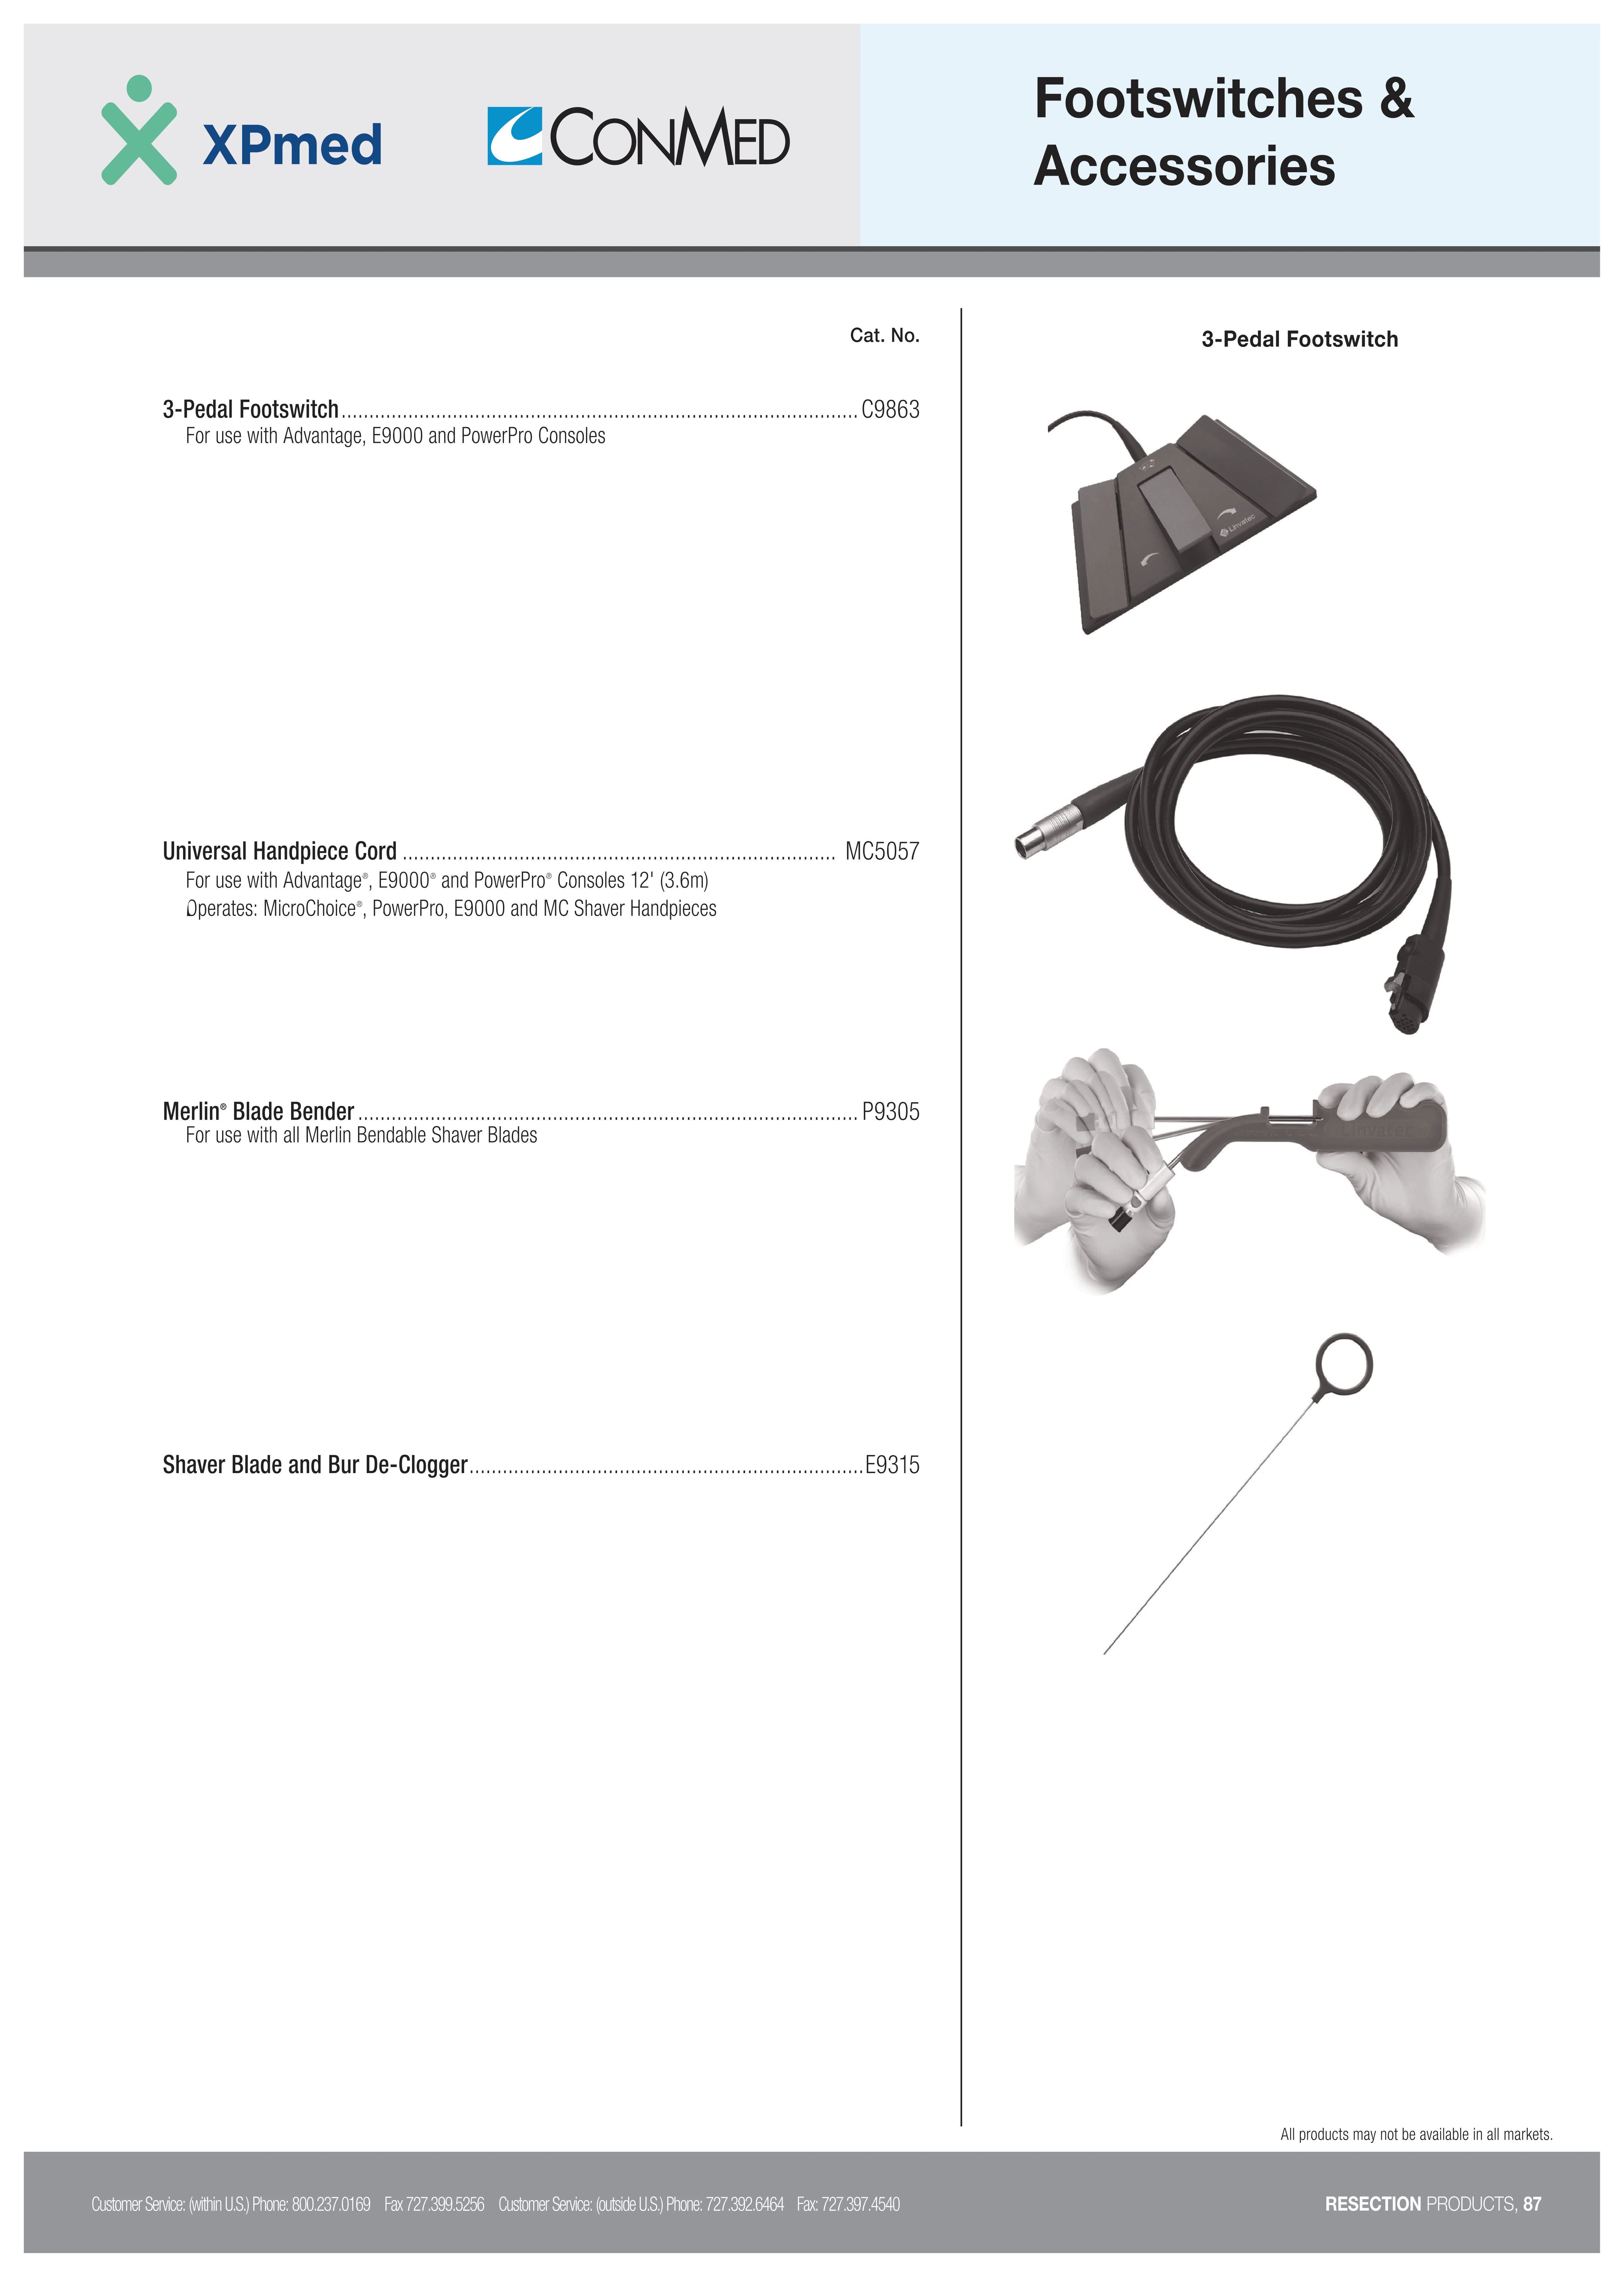 XPmed
CONMED
Footswitches &
Accessories
Cat. No.
3-Pedal Footswitch
3-Pedal Footswitch.............................................................................................C9863
For use with Advantage, E9000 and PowerPro Consoles
Linvatec
Universal Handpiece Cord .............................................................................. MC5057
For use with Advantage®, E9000® and PowerPro® Consoles 12' (3.6m)
Operates: MicroChoice®, PowerPro, E9000 and MC Shaver Handpieces
Merlin® Blade Bender..........................................................................................P9305
For use with all Merlin Bendable Shaver Blades
Linvatec
Shaver Blade and Bur De-Clogger.......................................................................E9315
All products may not be available in all markets.
Customer Service: (within U.S.) Phone: 800.237.0169 Fax 727.399.5256 Customer Service: (outside U.S.) Phone: 727.392.6464 Fax: 727.397.4540
RESECTION PRODUCTS, 87